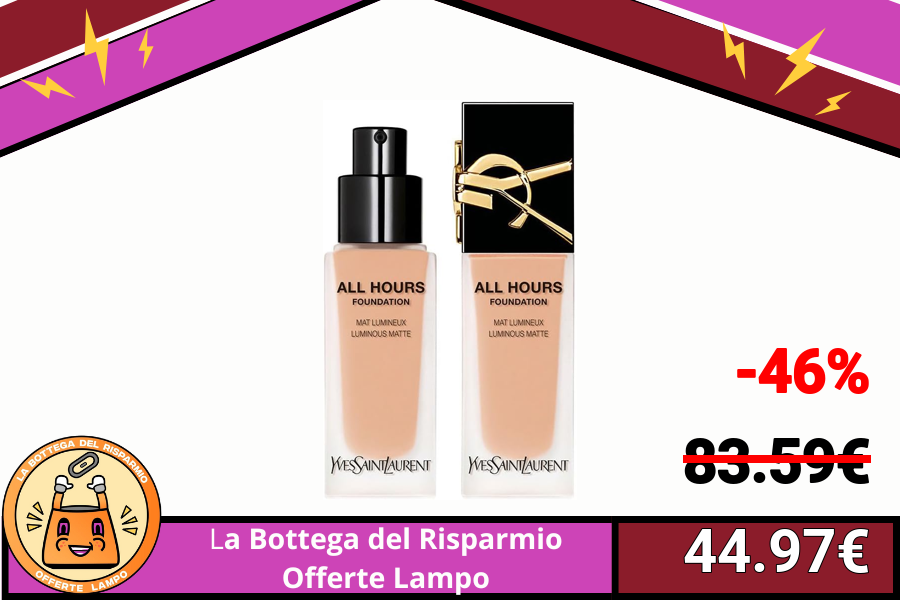 ALL HOURS
FOUNDATION
MAT LUMINEUX
LUMINOUS MATTE
YVESSAINTLAURENT
ALL HOURS
FOUNDATION
MAT LUMINEUX
LUMINOUS MATTE
YVESSAINTLAURENT
-46%
83.59€
44.97€
LA BOTTEGA DEL RISPARMIO
OFFERTE LAMPO
La Bottega del Risparmio
Offerte Lampo